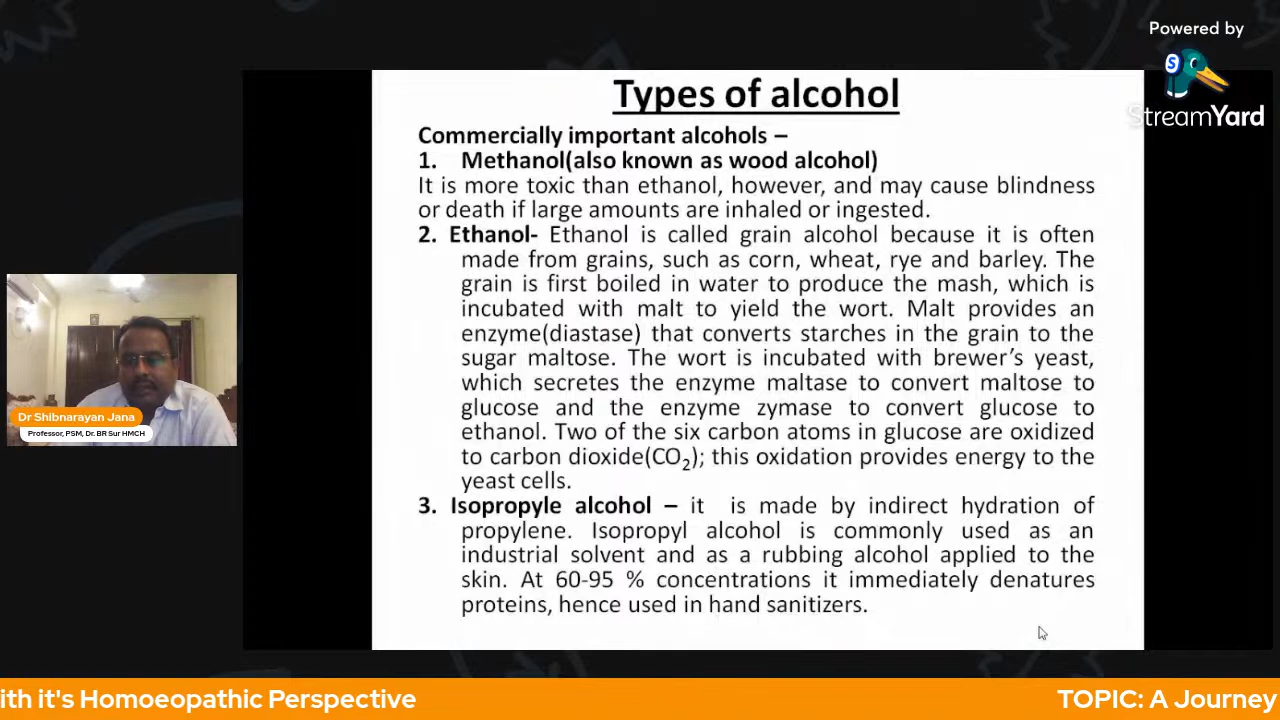 Powered by
StreamYard
Types of alcohol
Commercially important alcohols –
1. Methanol(also known as wood alcohol)
It is more toxic than ethanol, however, and may cause blindness
or death if large amounts are inhaled or ingested.
2. Ethanol- Ethanol is called grain alcohol because it is often
made from grains, such as corn, wheat, rye and barley. The
grain is first boiled in water to produce the mash, which is
incubated with malt to yield the wort. Malt provides an
enzyme(diastase) that converts starches in the grain to the
sugar maltose. The wort is incubated with brewer’s yeast,
which secretes the enzyme maltase to convert maltose to
glucose and the enzyme zymase to convert glucose to
ethanol. Two of the six carbon atoms in glucose are oxidized
to carbon dioxide(CO₂); this oxidation provides energy to the
yeast cells.
3. Isopropyle alcohol – it is made by indirect hydration of
propylene. Isopropyl alcohol is commonly used as an
industrial solvent and as a rubbing alcohol applied to the
skin. At 60-95 % concentrations it immediately denatures
proteins, hence used in hand sanitizers.
Dr Shibnarayan Jana
Professor, PSM, Dr. BR Sur HMCH
ith it's Homoeopathic Perspective
TOPIC: A Journey